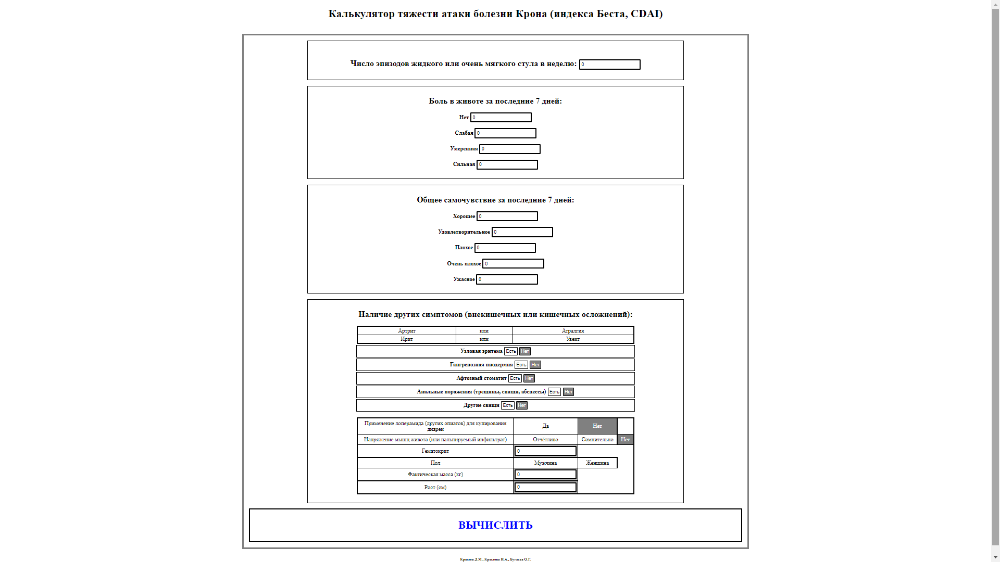 Калькулятор тяжести атаки болезни Крона (индекса Беста, CDAI)
Число эпизодов жидкого или очень мягкого стула в неделю: 0
Боль в животе за последние 7 дней:
Нет 0
Слабая 0
Умеренная 0
Сильная 0
Общее самочувствие за последние 7 дней:
Хорошее 0
Удовлетворительное 0
Плохое 0
Очень плохое 0
Ужасное 0
Наличие других симптомов (внекишечных или кишечных осложнений):
Артрит или Атралгия
Ирит или Увеит
Узловая эритема Есть Нет
Гангренозная пиодермия Есть Нет
Афтозный стоматит Есть Нет
Анальные поражения (трещины, свищи, абсцессы) Есть Нет
Другие свищи Есть Нет
Применение лоперамида (других опиатов) для купирования
диареи Да Нет
Напряжение мышц живота (или пальпируемый инфильтрат) Отчётливо Сомнительно Нет
Гематокрит 0
Пол Мужчина Женщина
Фактическая масса (кг) 0
Рост (см) 0
ВЫЧИСЛИТЬ
Крылов Д.М., Крылова И.А., Бугаева О.Г.